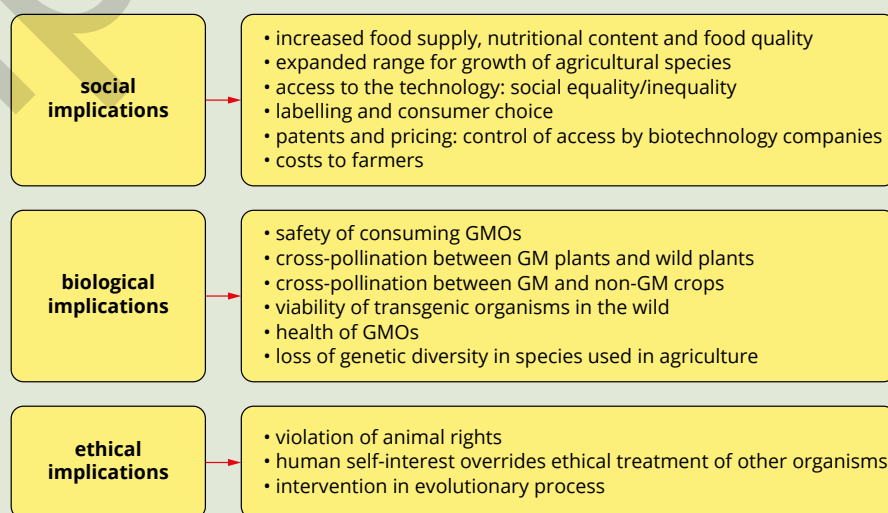 social
implications
• increased food supply, nutritional content and food quality
• expanded range for growth of agricultural species
• access to the technology: social equality/inequality
• labelling and consumer choice
• patents and pricing: control of access by biotechnology companies
• costs to farmers
biological
implications
• safety of consuming GMOs
• cross-pollination between GM plants and wild plants
• cross-pollination between GM and non-GM crops
• viability of transgenic organisms in the wild
• health of GMOs
• loss of genetic diversity in species used in agriculture
ethical
implications
• violation of animal rights
• human self-interest overrides ethical treatment of other organisms
• intervention in evolutionary process